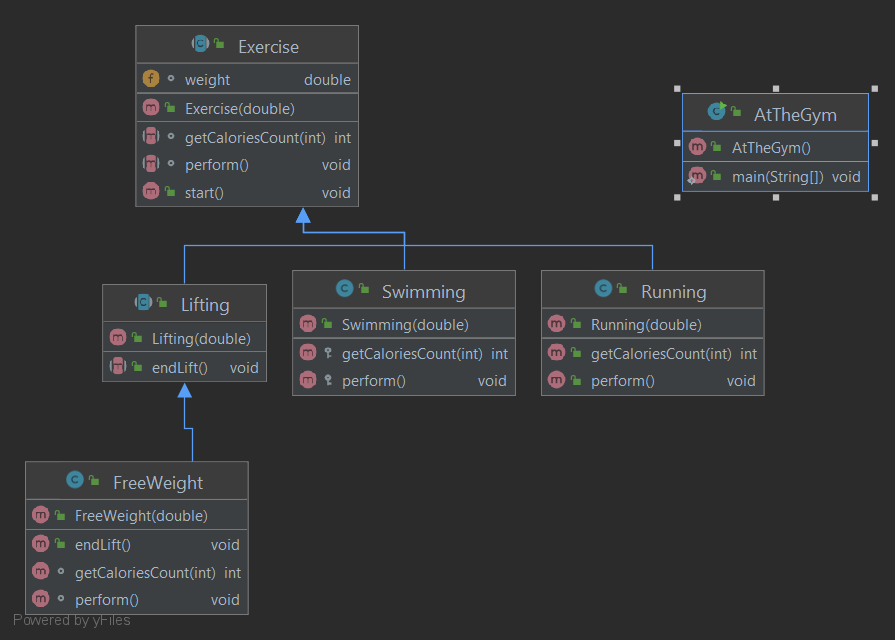 Exercise
weight double
Exercise(double)
getCaloriesCount(int) int
perform() void
start() void
AtTheGym
AtTheGym()
main(String[]) void
Lifting
Lifting(double)
endLift() void
Swimming
Swimming(double)
getCaloriesCount(int) int
perform() void
Running
Running(double)
getCaloriesCount(int) int
perform() void
FreeWeight
FreeWeight(double)
endLift() void
getCaloriesCount(int) int
perform() void
Powered by yFiles